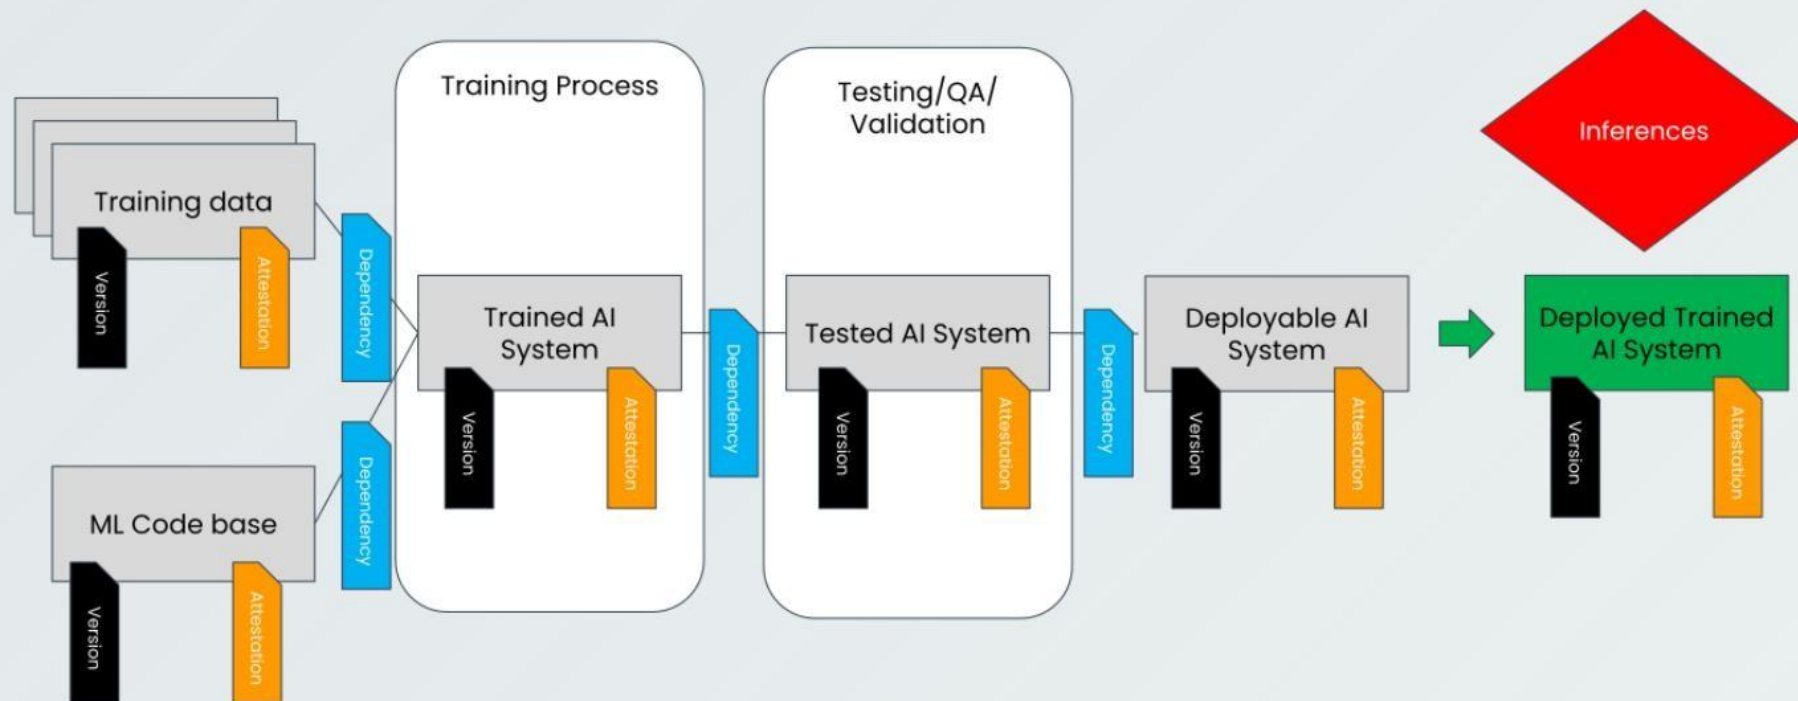 Training Process
Testing/QA/
Validation
Inferences
Training data
Version
Attestation
Dependency
Trained AI
System
Version
Attestation
Dependency
Tested AI System
Version
Attestation
Dependency
Deployable AI
System
Version
Attestation
Deployed Trained
AI System
Version
Attestation
ML Code base
Version
Attestation
Dependency